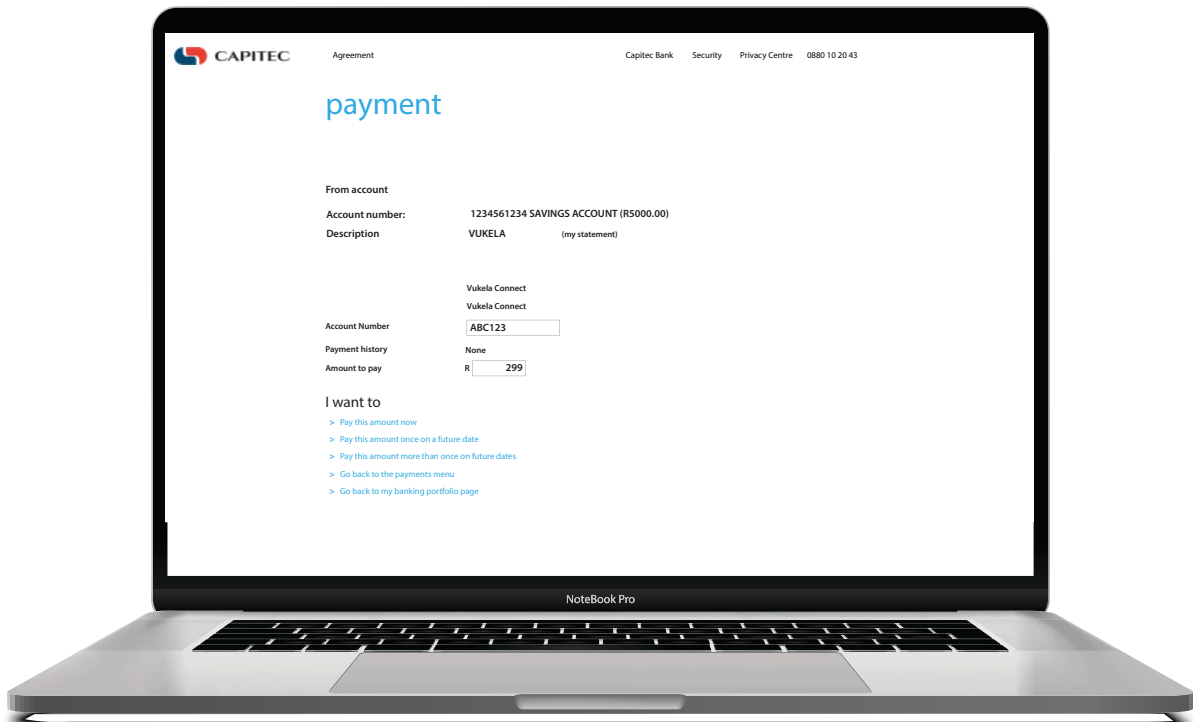 CAPITEC Agreement Capitec Bank Security Privacy Centre 0880 10 20 43
payment
From account
Account number: 1234561234 SAVINGS ACCOUNT (R5000.00)
Description VUKELA (my statement)
Vukela Connect
Vukela Connect
Account Number ABC123
Payment history None
Amount to pay R 299
I want to
> Pay this amount now
> Pay this amount once on a future date
> Pay this amount more than once on future dates
> Go back to the payments menu
> Go back to my banking portfolio page
NoteBook Pro